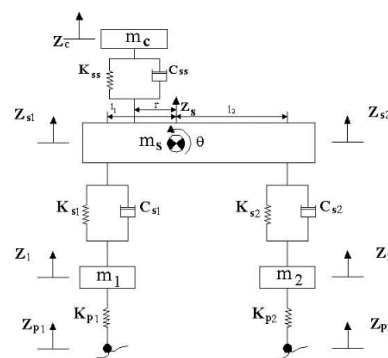 Zc
mc
Kss
Css
l1
r
Zs
l2
Zs1
Zs2
ms
θ
Ks1
Cs1
Ks2
Cs2
Z1
m1
m2
Kp1
Kp2
Zp1